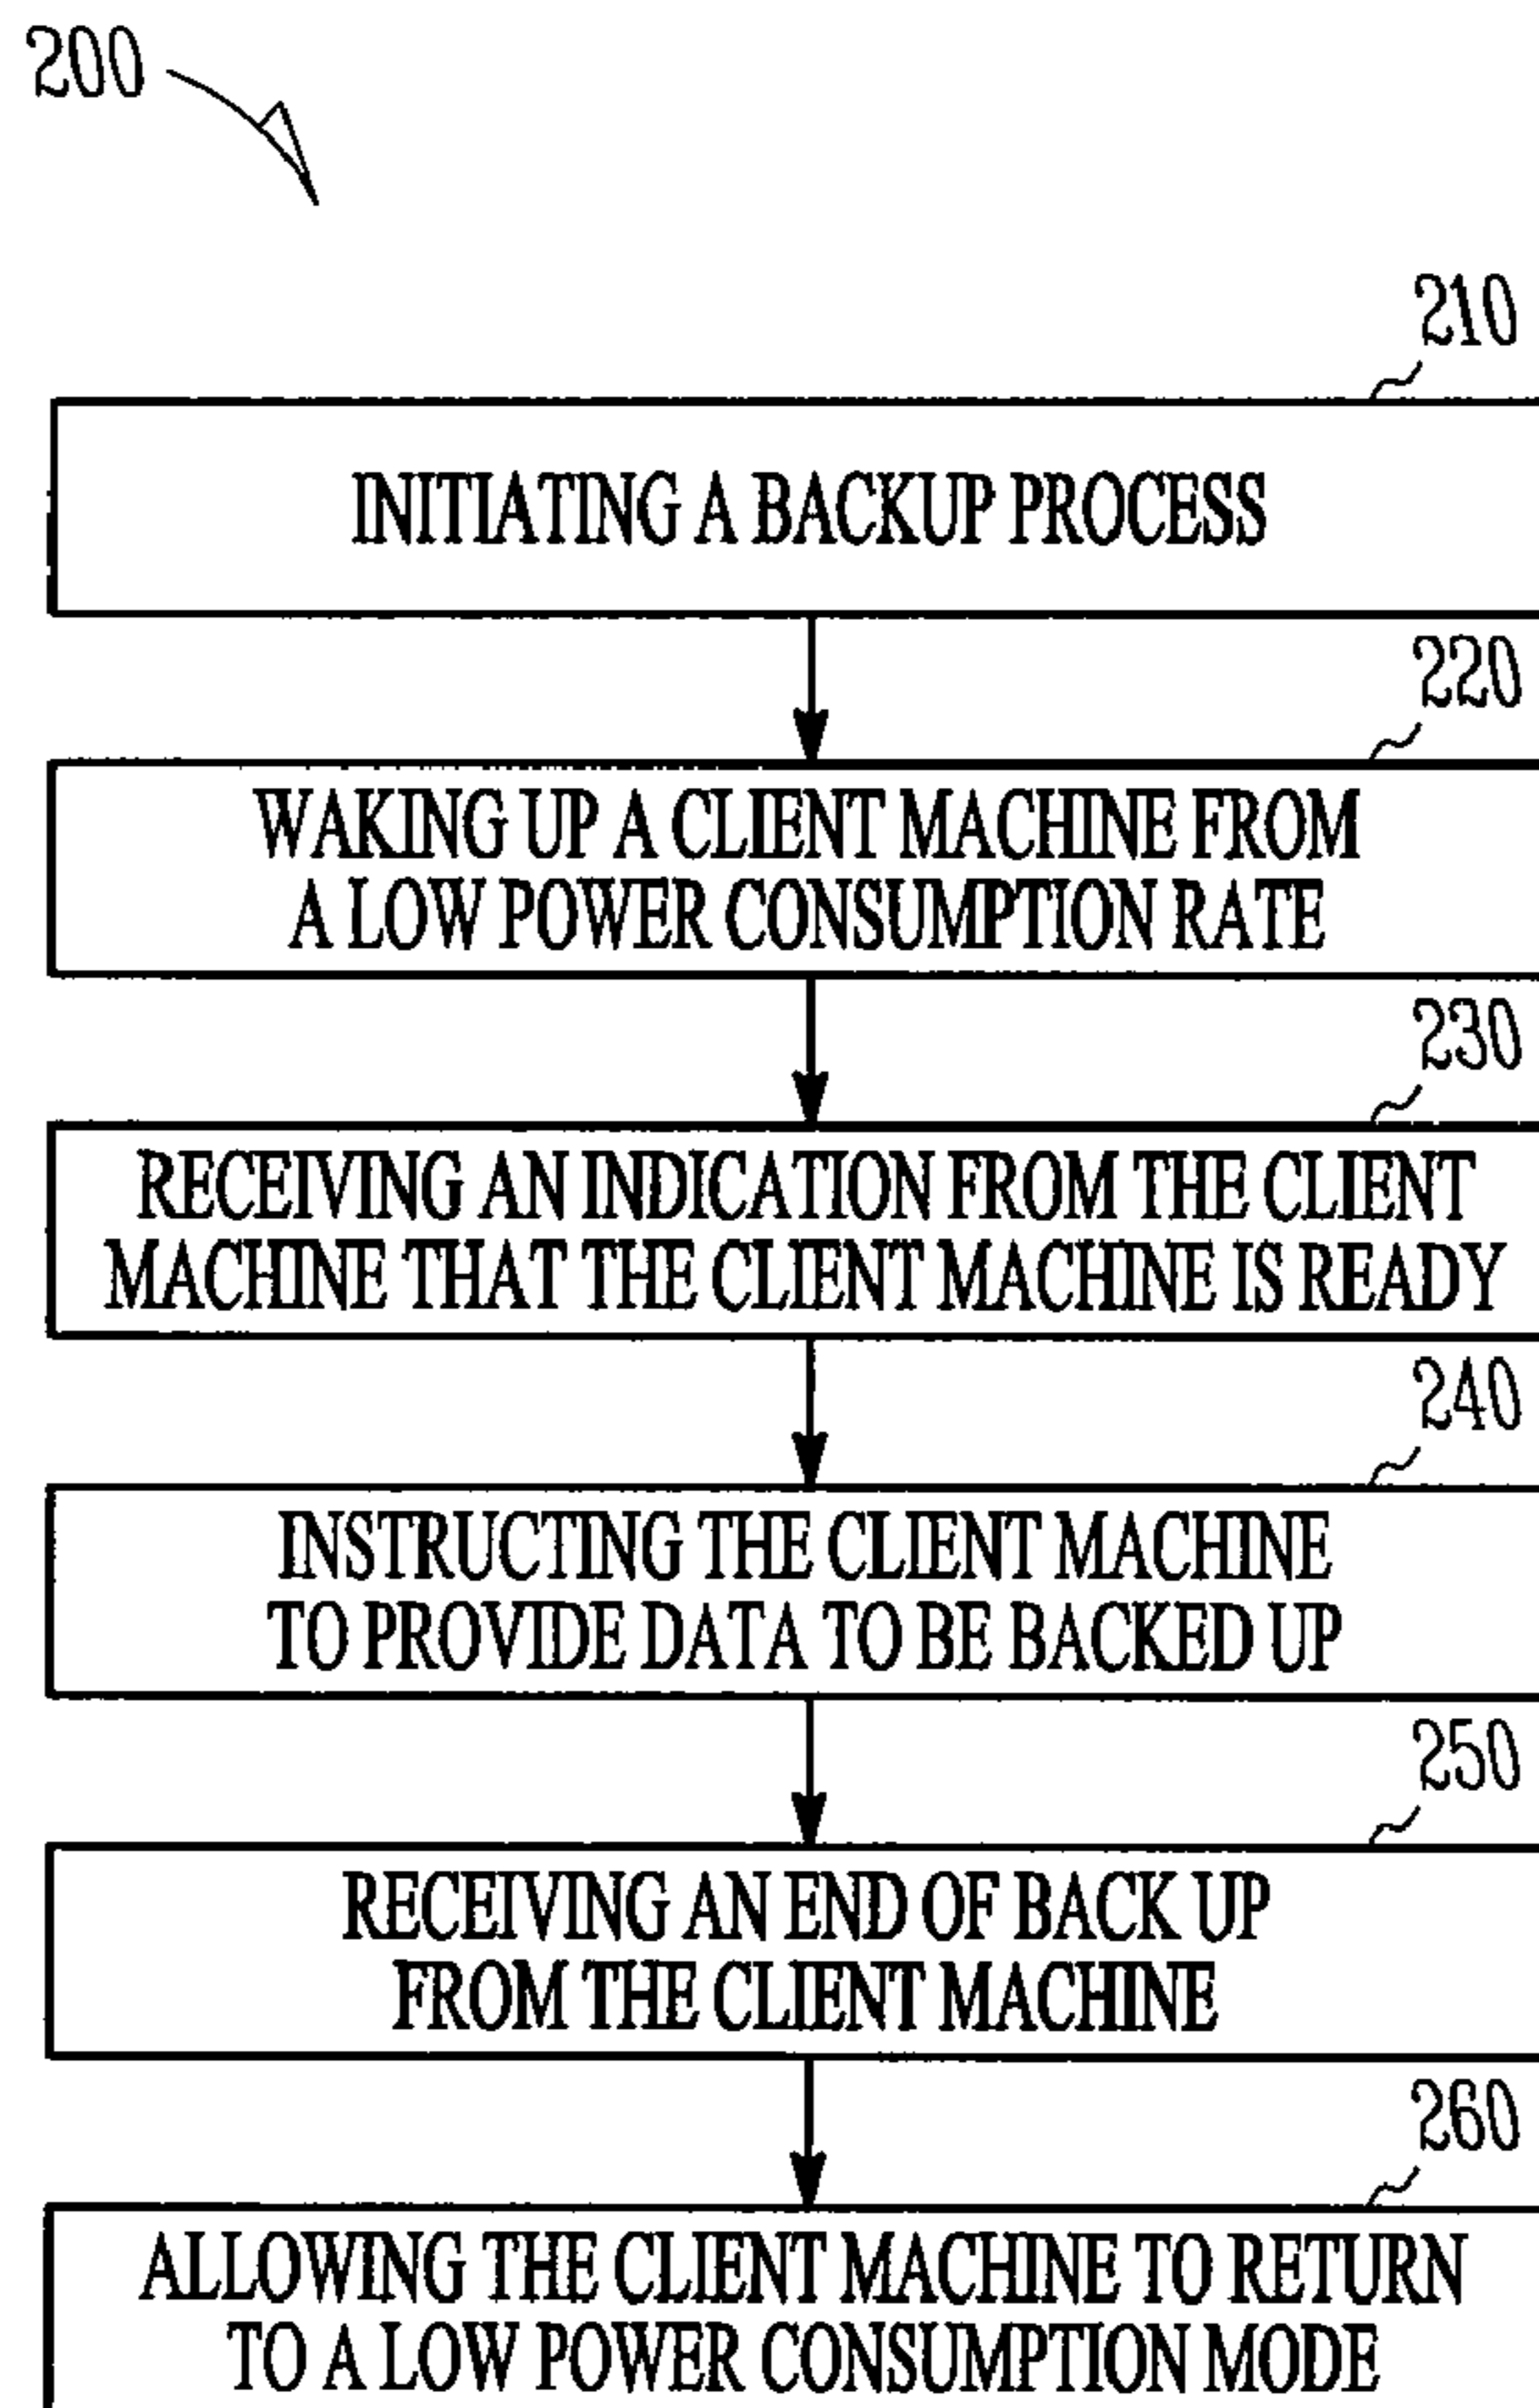 200
210
INITIATING A BACKUP PROCESS
220
WAKING UP A CLIENT MACHINE FROM
A LOW POWER CONSUMPTION RATE
230
RECEIVING AN INDICATION FROM THE CLIENT
MACHINE THAT THE CLIENT MACHINE IS READY
240
INSTRUCTING THE CLIENT MACHINE
TO PROVIDE DATA TO BE BACKED UP
250
RECEIVING AN END OF BACK UP
FROM THE CLIENT MACHINE
260
ALLOWING THE CLIENT MACHINE TO RETURN
TO A LOW POWER CONSUMPTION MODE